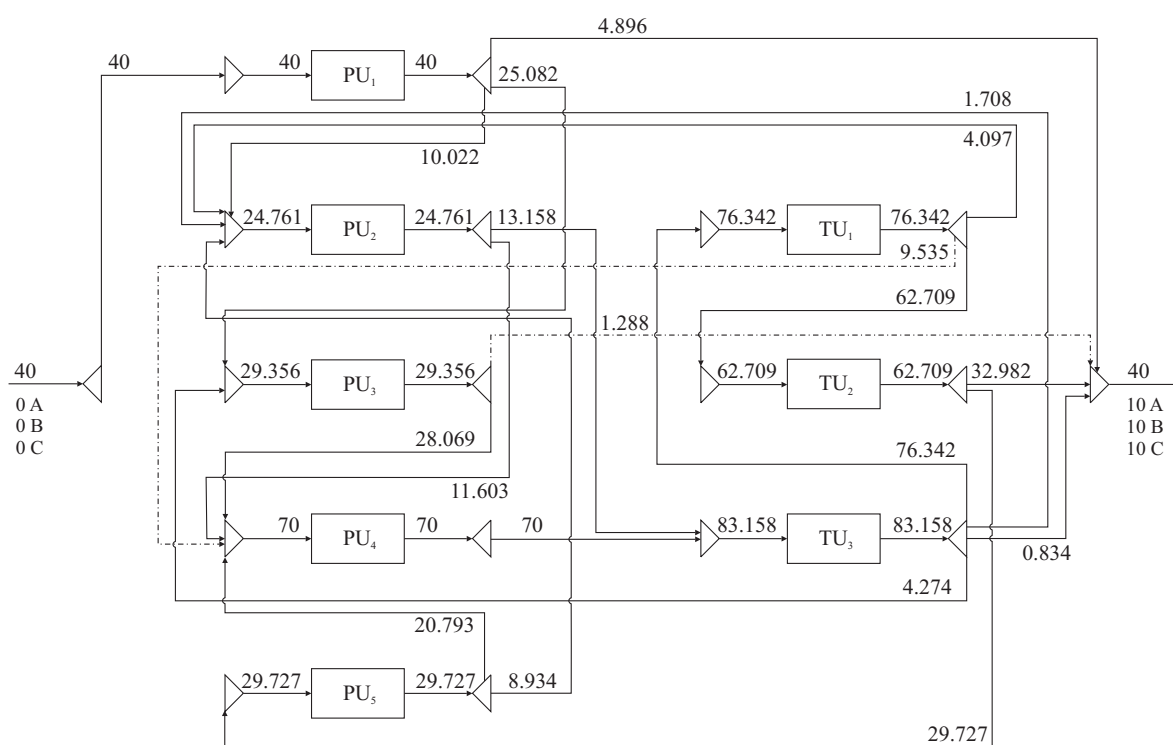 4.896
40
40
PU₁
40
25.082
1.708
4.097
10.022
24.761
PU₂
24.761
13.158
76.342
TU₁
76.342
9.535
62.709
1.288
40
29.356
PU₃
29.356
62.709
TU₂
62.709
32.982
40
0 A
0 B
0 C
10 A
10 B
10 C
28.069
76.342
11.603
70
PU₄
70
70
83.158
TU₃
83.158
0.834
4.274
20.793
29.727
PU₅
29.727
8.934
29.727